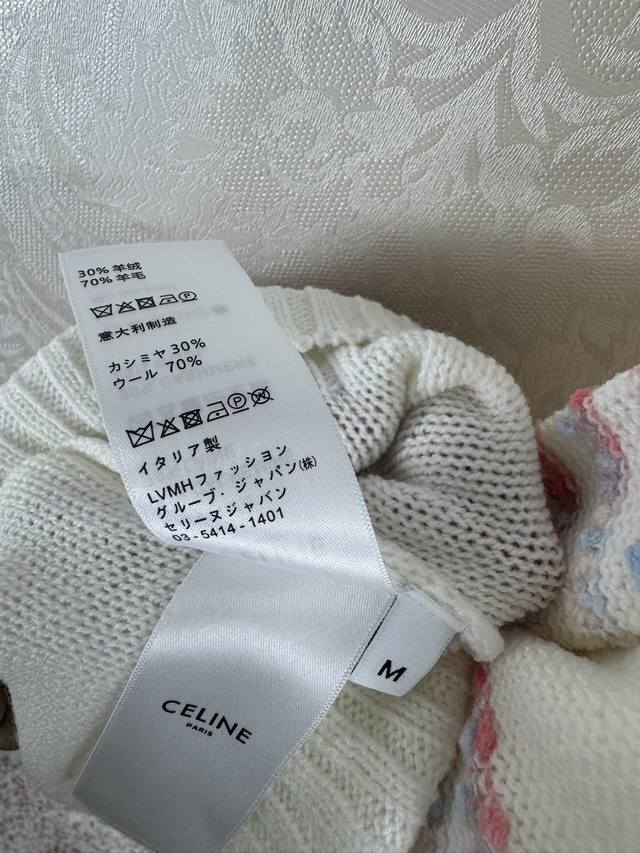 30% 羊绒
70% 羊毛
意大利制造
カシミヤ 30%
ウール 70%
イタリア製
LVMHファッション
グループ・ジャパン(株)
セリーヌジャパン
03-5414-1401
M
CELINE
PARIS